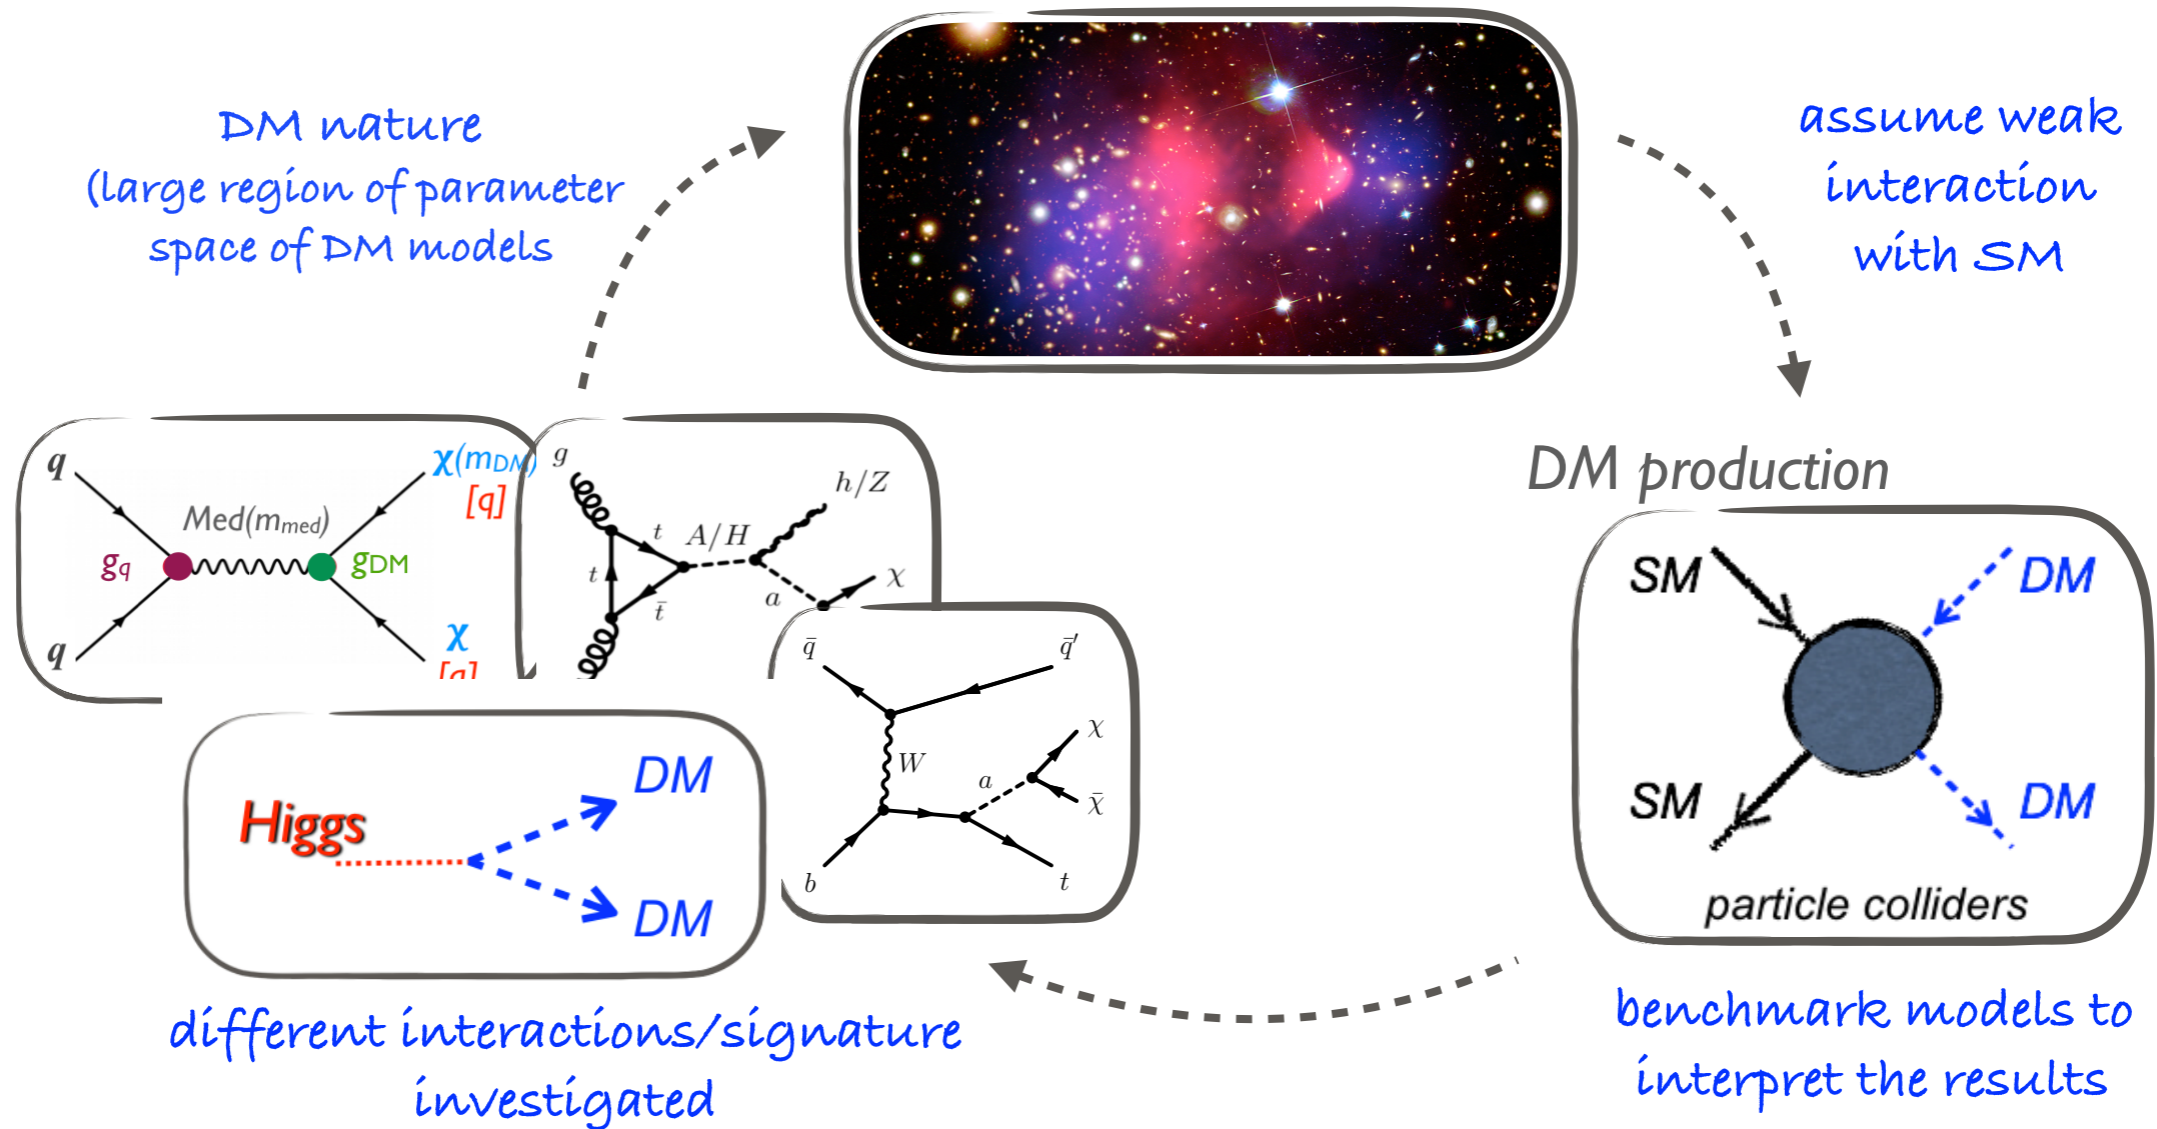 DM nature
(large region of parameter
space of DM models
assume weak
interaction
with SM
DM production
SM
DM
SM
DM
particle colliders
benchmark models to
interpret the results
q
χ(mDM)
[q]
Med(mmed)
gq
gDM
q
χ
[q]
g
h/Z
t
A/H
t
t̄
a
χ
q̄
q̄′
W
a
χ
χ̄
b
t
Higgs
DM
DM
different interactions/signature
investigated